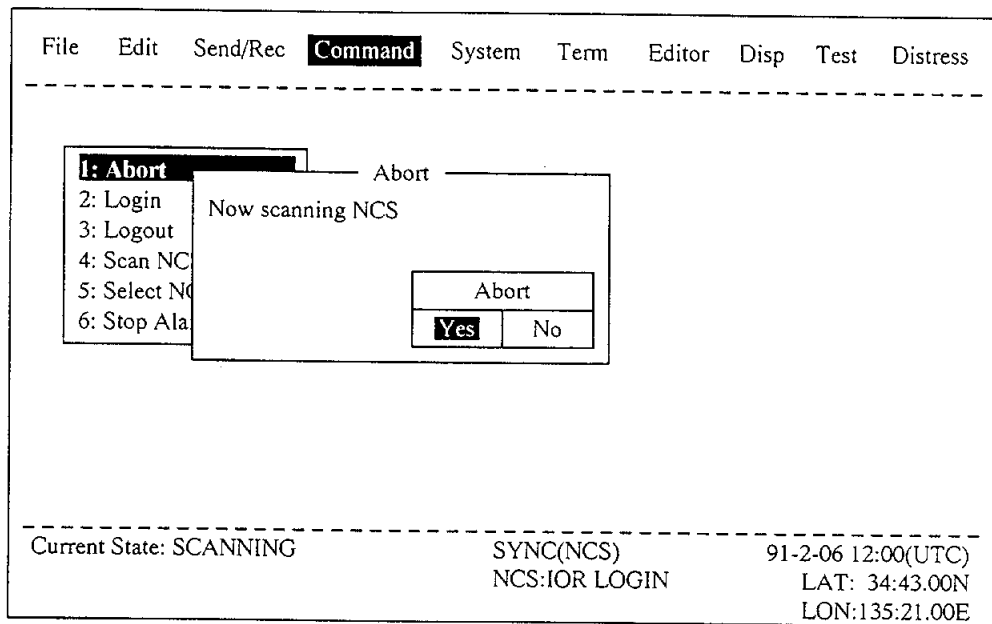 File Edit Send/Rec Command System Term Editor Disp Test Distress
1: Abort
2: Login
3: Logout
4: Scan NC
5: Select NC
6: Stop Ala
Abort
Now scanning NCS
Abort
Yes No
Current State: SCANNING
SYNC(NCS)
NCS:IOR LOGIN
91-2-06 12:00(UTC)
LAT: 34:43.00N
LON:135:21.00E